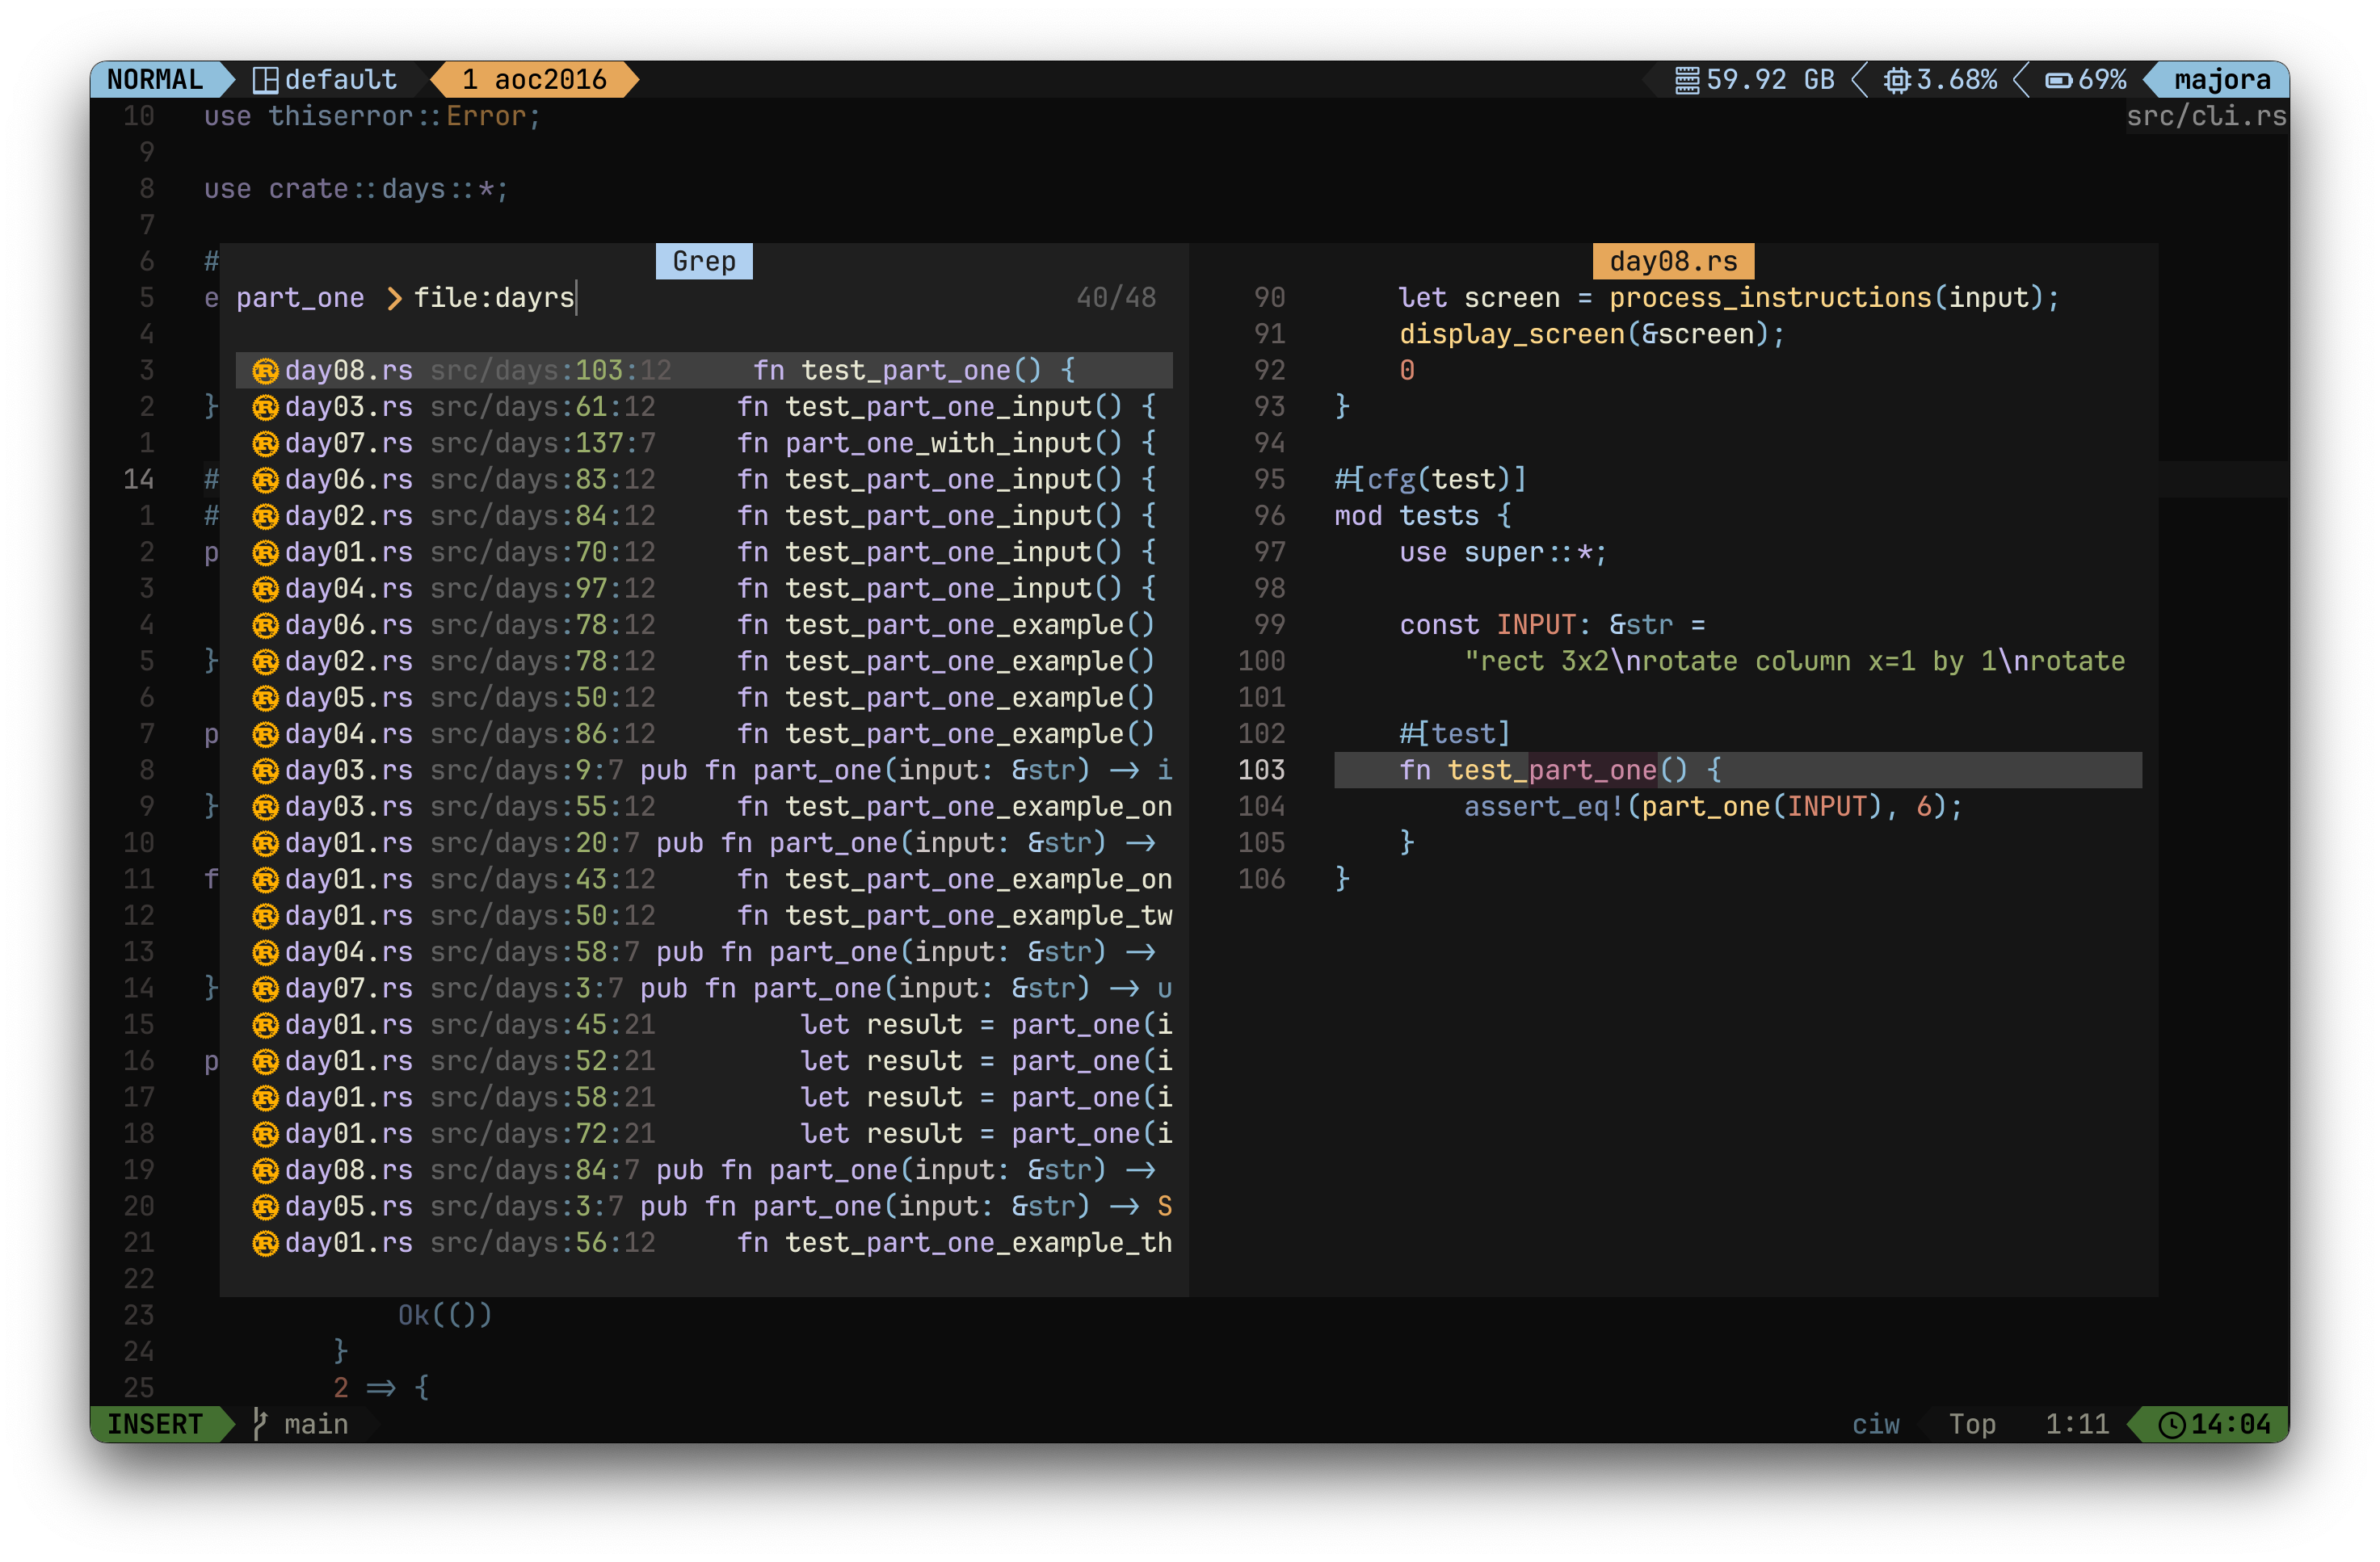 NORMAL default 1 aoc2016 59.92 GB 3.68% 69% majora
10 use thiserror::Error; src/cli.rs
9
8 use crate::days::*;
7
6 #
5 e
4
3
2 }
1
14 #
1 #
2 p
3
4
5 }
6
7 p
8
9 }
10
11 f
12
13
14 }
15
16 p
17
18
19
20
21
22
23 Ok(())
24 }
25 2 => {
Grep
part_one file:dayrs 40/48
day08.rs src/days:103:12 fn test_part_one() {
day03.rs src/days:61:12 fn test_part_one_input() {
day07.rs src/days:137:7 fn part_one_with_input() {
day06.rs src/days:83:12 fn test_part_one_input() {
day02.rs src/days:84:12 fn test_part_one_input() {
day01.rs src/days:70:12 fn test_part_one_input() {
day04.rs src/days:97:12 fn test_part_one_input() {
day06.rs src/days:78:12 fn test_part_one_example()
day02.rs src/days:78:12 fn test_part_one_example()
day05.rs src/days:50:12 fn test_part_one_example()
day04.rs src/days:86:12 fn test_part_one_example()
day03.rs src/days:9:7 pub fn part_one(input: &str) -> i
day03.rs src/days:55:12 fn test_part_one_example_on
day01.rs src/days:20:7 pub fn part_one(input: &str) ->
day01.rs src/days:43:12 fn test_part_one_example_on
day01.rs src/days:50:12 fn test_part_one_example_tw
day04.rs src/days:58:7 pub fn part_one(input: &str) ->
day07.rs src/days:3:7 pub fn part_one(input: &str) -> u
day01.rs src/days:45:21 let result = part_one(i
day01.rs src/days:52:21 let result = part_one(i
day01.rs src/days:58:21 let result = part_one(i
day01.rs src/days:72:21 let result = part_one(i
day08.rs src/days:84:7 pub fn part_one(input: &str) ->
day05.rs src/days:3:7 pub fn part_one(input: &str) -> S
day01.rs src/days:56:12 fn test_part_one_example_th
day08.rs
90 let screen = process_instructions(input);
91 display_screen(&screen);
92 0
93 }
94
95 #[cfg(test)]
96 mod tests {
97 use super::*;
98
99 const INPUT: &str =
100 "rect 3x2\nrotate column x=1 by 1\nrotate
101
102 #[test]
103 fn test_part_one() {
104 assert_eq!(part_one(INPUT), 6);
105 }
106 }
INSERT main ciw Top 1:11 14:04